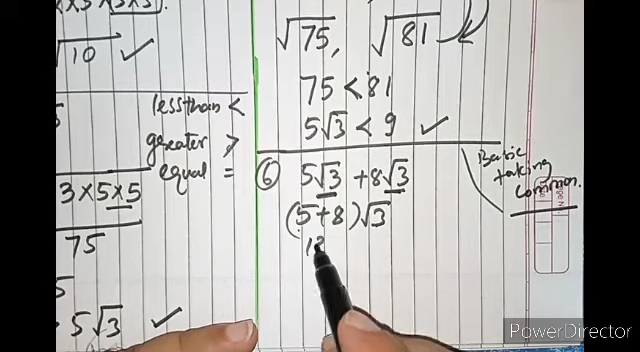 √10 ✓
less than <
greater >
equal =
3 × 5 × 5
75
5√3 ✓
√75, √81
75 < 81
5√3 < 9 ✓
⑥ 5√3 + 8√3
(5+8)√3
13
Basic
taking
common.
PowerDirector